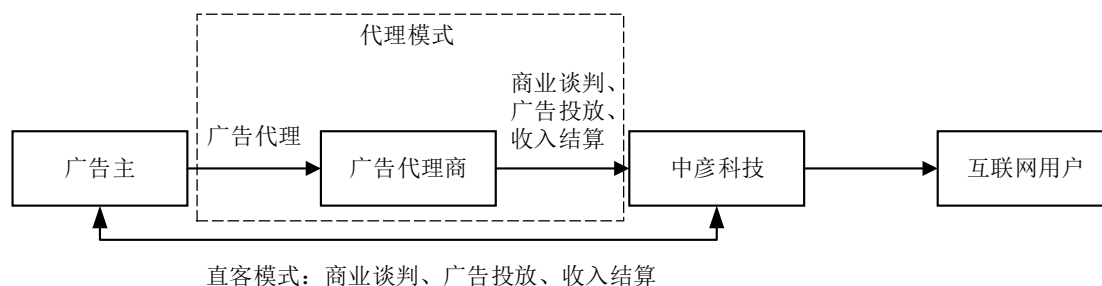 代理模式
商业谈判、
广告投放、
收入结算
广告代理
广告主
广告代理商
中彦科技
互联网用户
直客模式：商业谈判、广告投放、收入结算